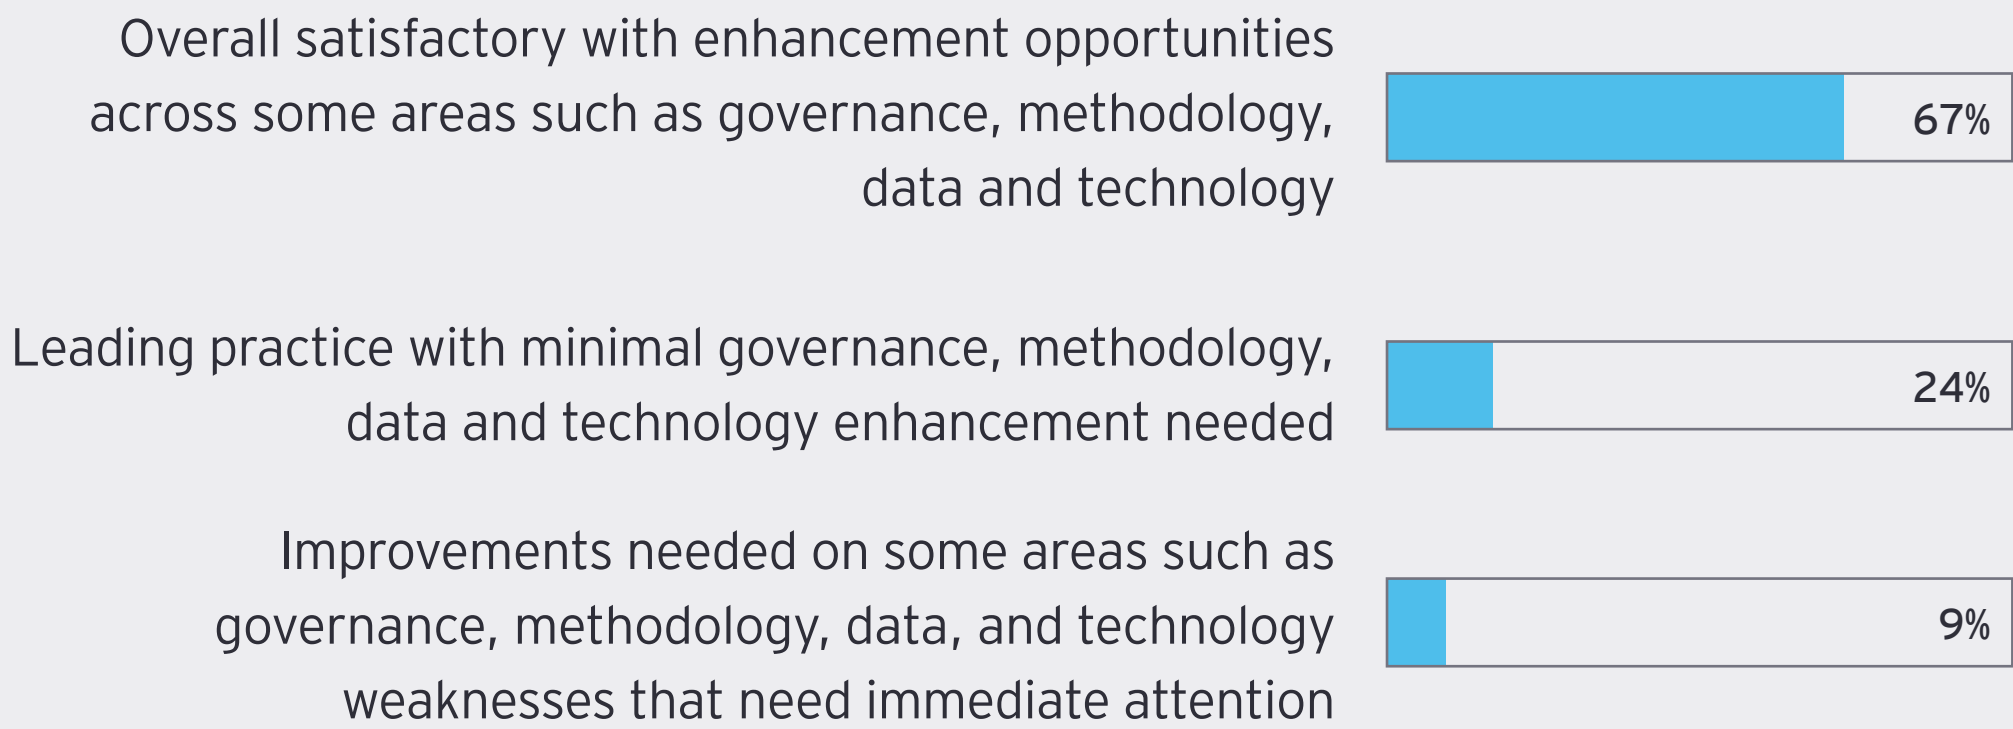 Overall satisfactory with enhancement opportunities
across some areas such as governance, methodology,
data and technology
67%
Leading practice with minimal governance, methodology,
data and technology enhancement needed
24%
Improvements needed on some areas such as
governance, methodology, data, and technology
weaknesses that need immediate attention
9%